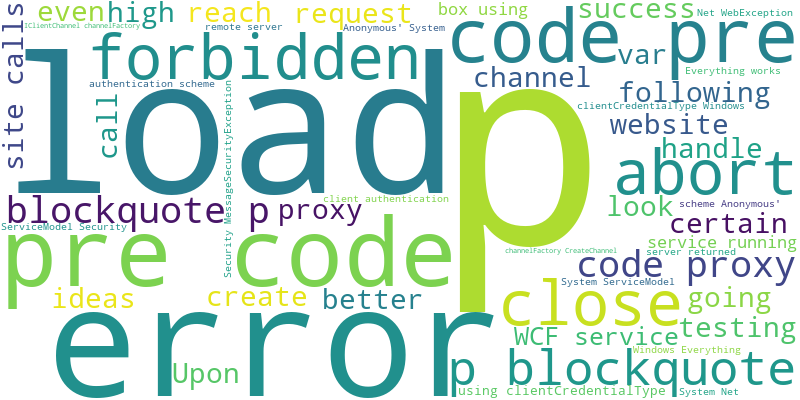 even
high
reach
request
box using
success
Net WebException
IClientChannel channelFactory
remote server
Anonymous' System
site calls
forbidden
code pre
var
load
p
channel
Everything works
authentication scheme
following
clientCredentialType Windows
call
website
Security MessageSecurityException
handle
abort
blockquote p
proxy
client authentication
look
scheme Anonymous'
certain
ServiceModel Security
pre code
service running
channelFactory CreateChannel
server returned
code proxy
System ServiceModel
ideas
create
better
close
going
error
WCF service
testing
Windows Everything
Upon
p blockquote
using clientCredentialType
System Net